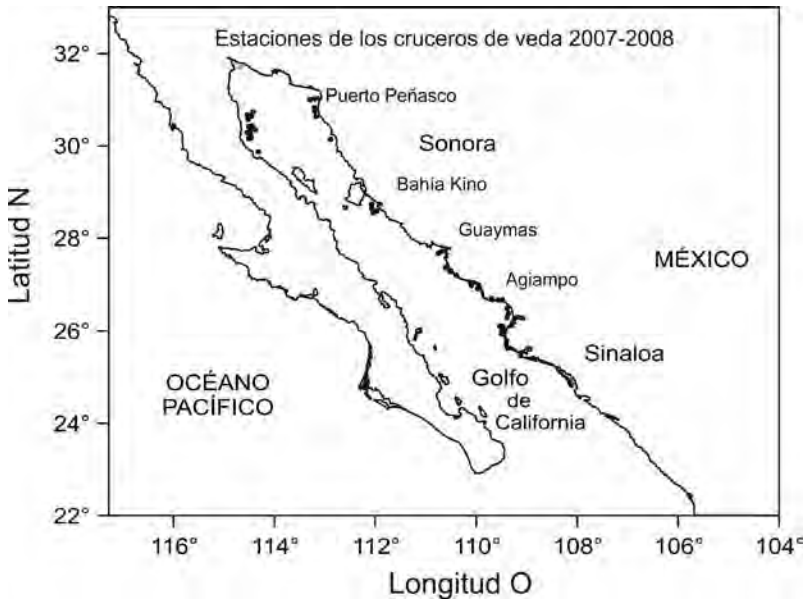 Estaciones de los cruceros de veda 2007-2008
32°
Puerto Peñasco
Sonora
30°
Bahía Kino
Guaymas
28°
MÉXICO
Agiampo
26°
Sinaloa
OCÉANO
PACÍFICO
Golfo
de
California
24°
22°
116°
114°
112°
110°
108°
106°
104°
Longitud O
Latitud N